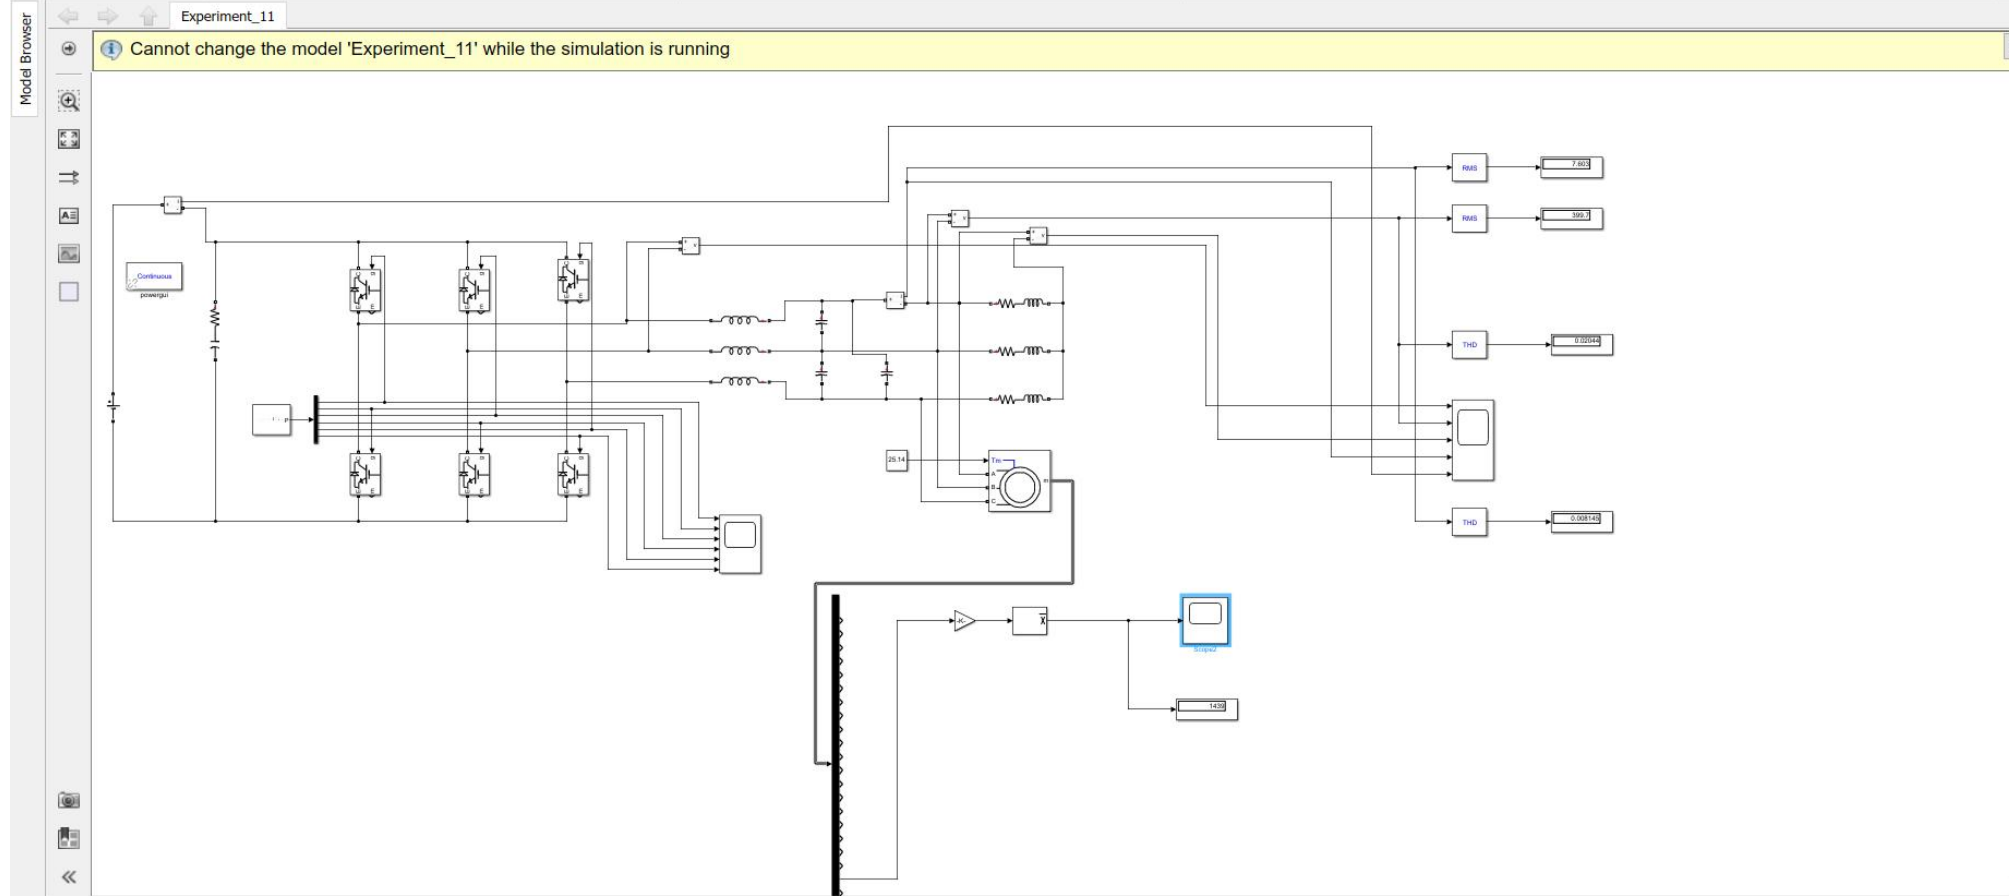 Model Browser
Experiment_11
Cannot change the model 'Experiment_11' while the simulation is running
RMS
7.603
RMS
399.7
Continuous
powergui
THD
0.02044
25.14
Tm
A
B
C
m
THD
0.008145
-K-
x
Scope2
1439